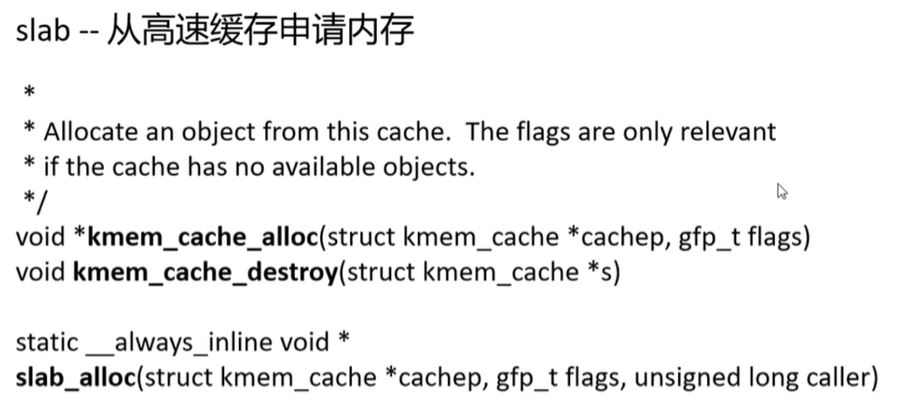 slab -- 从高速缓存申请内存
*
* Allocate an object from this cache.  The flags are only relevant
* if the cache has no available objects.
*/
void *kmem_cache_alloc(struct kmem_cache *cachep, gfp_t flags)
void kmem_cache_destroy(struct kmem_cache *s)
static __always_inline void *
slab_alloc(struct kmem_cache *cachep, gfp_t flags, unsigned long caller)